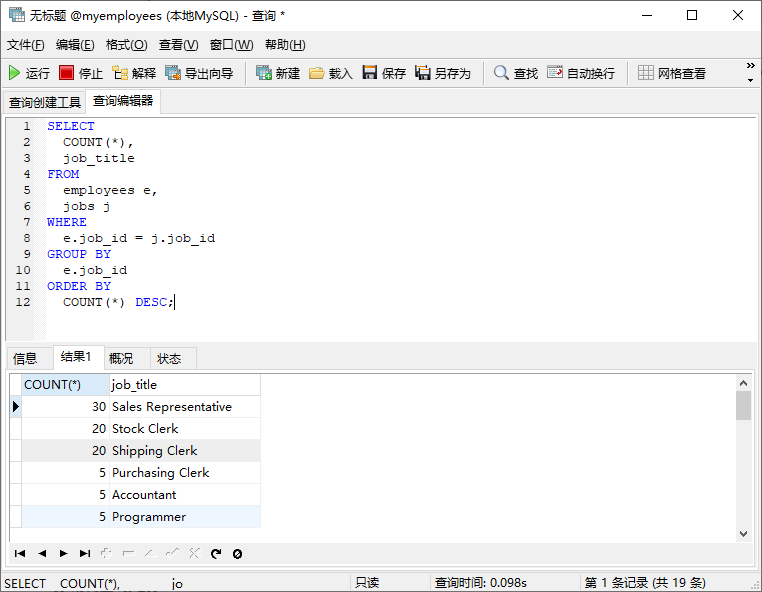 无标题 @myemployees (本地MySQL) - 查询 *
文件(F) 编辑(E) 格式(O) 查看(V) 窗口(W) 帮助(H)
运行 停止 解释 导出向导 新建 载入 保存 另存为 查找 自动换行 网格查看
查询创建工具 查询编辑器
1 SELECT
2 COUNT(*),
3 job_title
4 FROM
5 employees e,
6 jobs j
7 WHERE
8 e.job_id = j.job_id
9 GROUP BY
10 e.job_id
11 ORDER BY
12 COUNT(*) DESC;
信息 结果1 概况 状态
COUNT(*) job_title
30 Sales Representative
20 Stock Clerk
20 Shipping Clerk
5 Purchasing Clerk
5 Accountant
5 Programmer
SELECT COUNT(*), jo 只读 查询时间: 0.098s 第 1 条记录 (共 19 条)